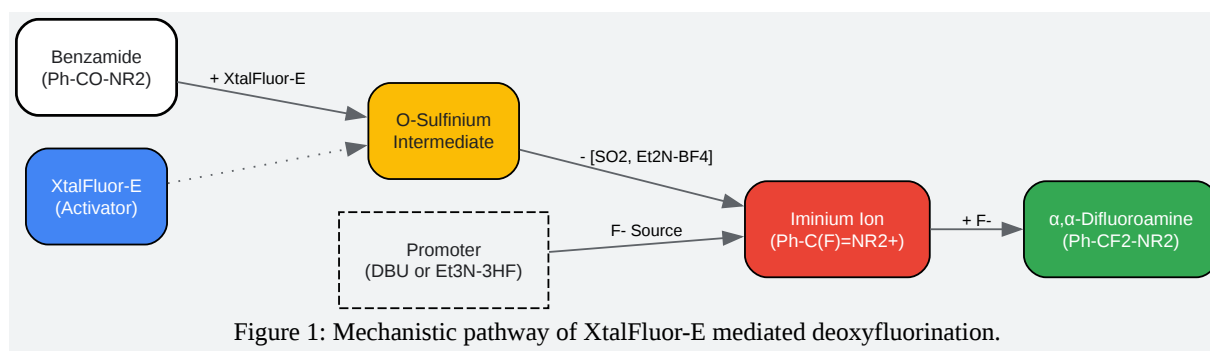 Benzamide
(Ph-CO-NR2)
+ XtalFluor-E
XtalFluor-E
(Activator)
O-Sulfinium
Intermediate
- [SO2, Et2N-BF4]
Promoter
(DBU or Et3N-3HF)
F- Source
Iminium Ion
(Ph-C(F)=NR2+)
+ F-
α,α-Difluoroamine
(Ph-CF2-NR2)
Figure 1: Mechanistic pathway of XtalFluor-E mediated deoxyfluorination.